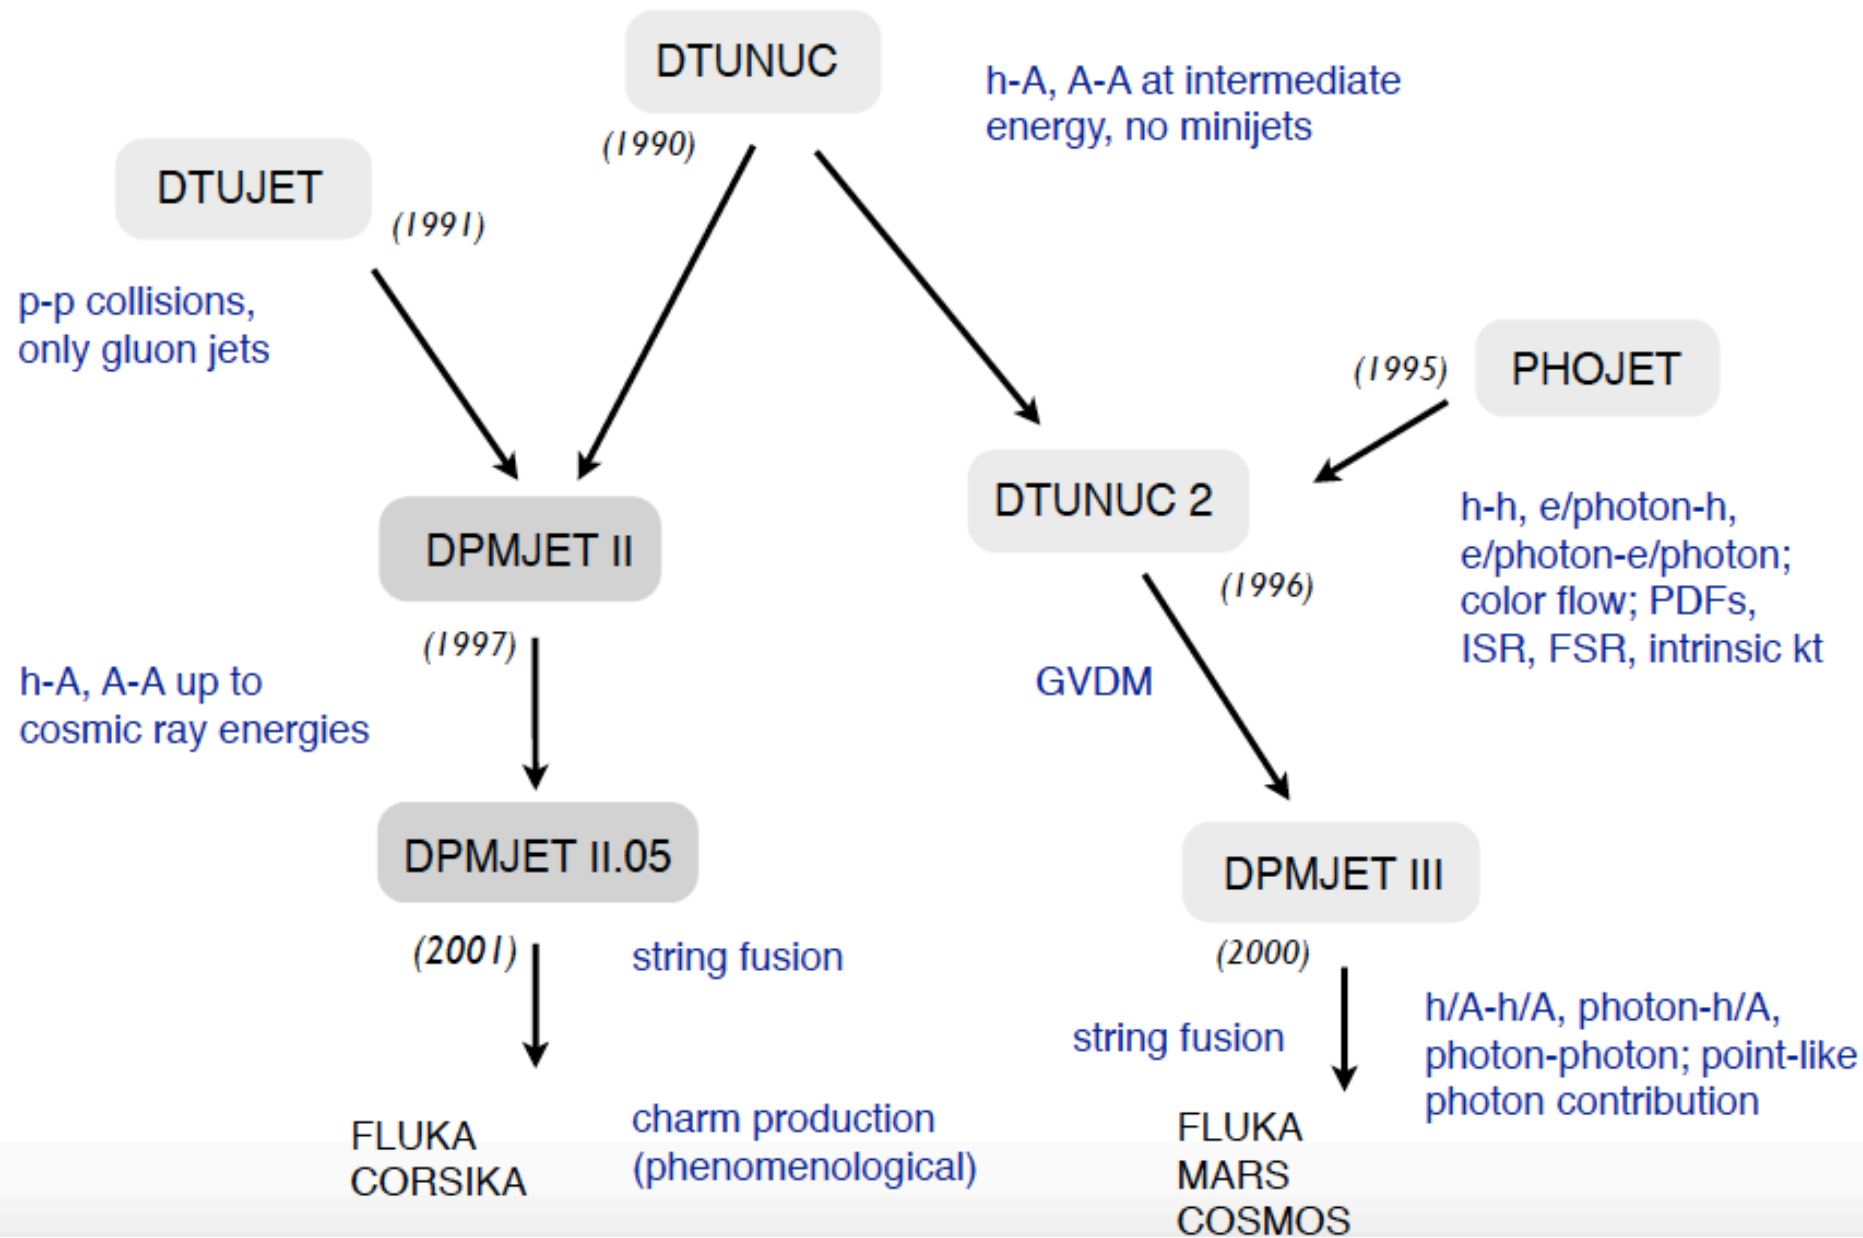 DTUNUC
(1990)
h-A, A-A at intermediate
energy, no minijets
DTUJET
(1991)
p-p collisions,
only gluon jets
(1995)
PHOJET
h-h, e/photon-h,
e/photon-e/photon;
color flow; PDFs,
ISR, FSR, intrinsic kt
DTUNUC 2
(1996)
GVDM
DPMJET II
(1997)
h-A, A-A up to
cosmic ray energies
DPMJET II.05
(2001)
string fusion
charm production
(phenomenological)
FLUKA
CORSIKA
DPMJET III
(2000)
string fusion
h/A-h/A, photon-h/A,
photon-photon; point-like
photon contribution
FLUKA
MARS
COSMOS